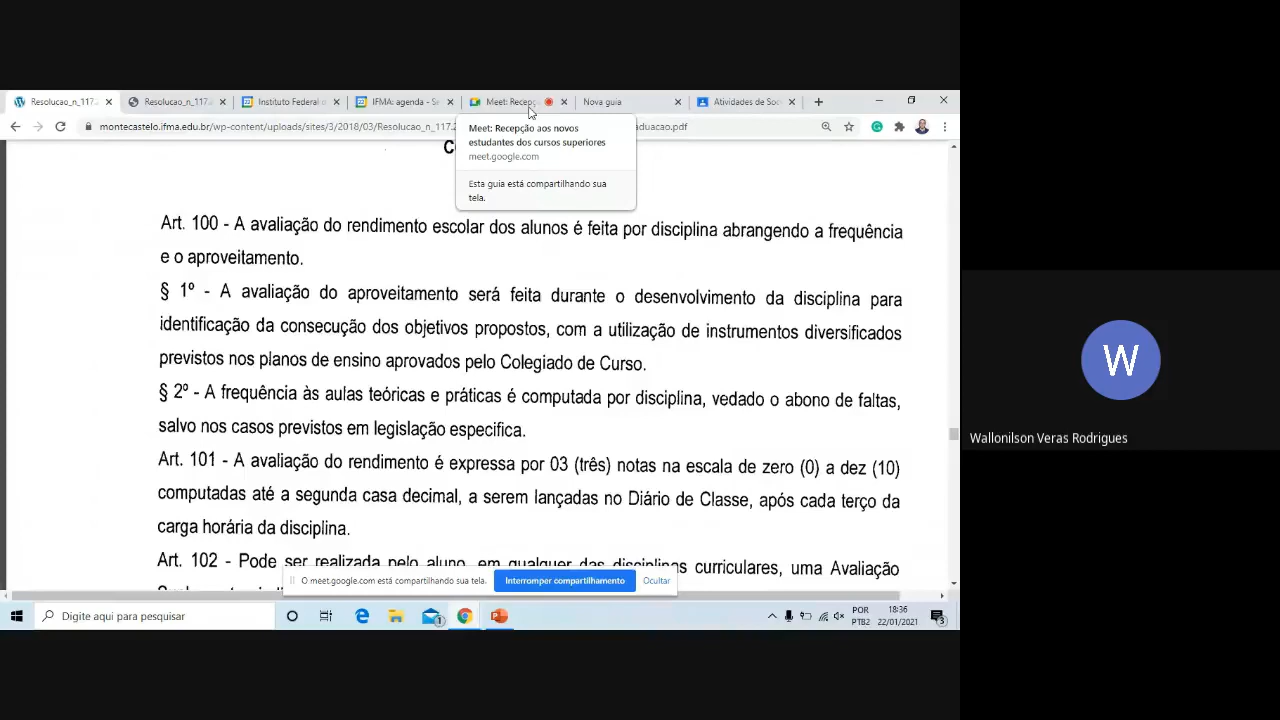 Resolucao_n_117.
Resolucao_n_117.
Instituto Federal
IFMA: agenda - Se
Meet: Recepç
Nova guia
Atividades de Soc
montecastelo.ifma.edu.br/wp-content/uploads/sites/3/2018/03/Resolucao_n_117.
aduacao.pdf
Meet: Recepção aos novos
estudantes dos cursos superiores
meet.google.com
Esta guia está compartilhando sua
tela.
C
Art. 100 - A avaliação do rendimento escolar dos alunos é feita por disciplina abrangendo a frequência
e o aproveitamento.
§ 1º - A avaliação do aproveitamento será feita durante o desenvolvimento da disciplina para
identificação da consecução dos objetivos propostos, com a utilização de instrumentos diversificados
previstos nos planos de ensino aprovados pelo Colegiado de Curso.
§ 2º - A frequência às aulas teóricas e práticas é computada por disciplina, vedado o abono de faltas,
salvo nos casos previstos em legislação especifica.
Art. 101 - A avaliação do rendimento é expressa por 03 (três) notas na escala de zero (0) a dez (10)
computadas até a segunda casa decimal, a serem lançadas no Diário de Classe, após cada terço da
carga horária da disciplina.
Art. 102 - Pode ser realizada pelo aluno, em qualquer das disciplinas curriculares, uma Avaliação
O meet.google.com está compartilhando sua tela.
Interromper compartilhamento
Ocultar
W
Wallonilson Veras Rodrigues
Digite aqui para pesquisar
1
POR
PTB2
18:36
22/01/2021
3